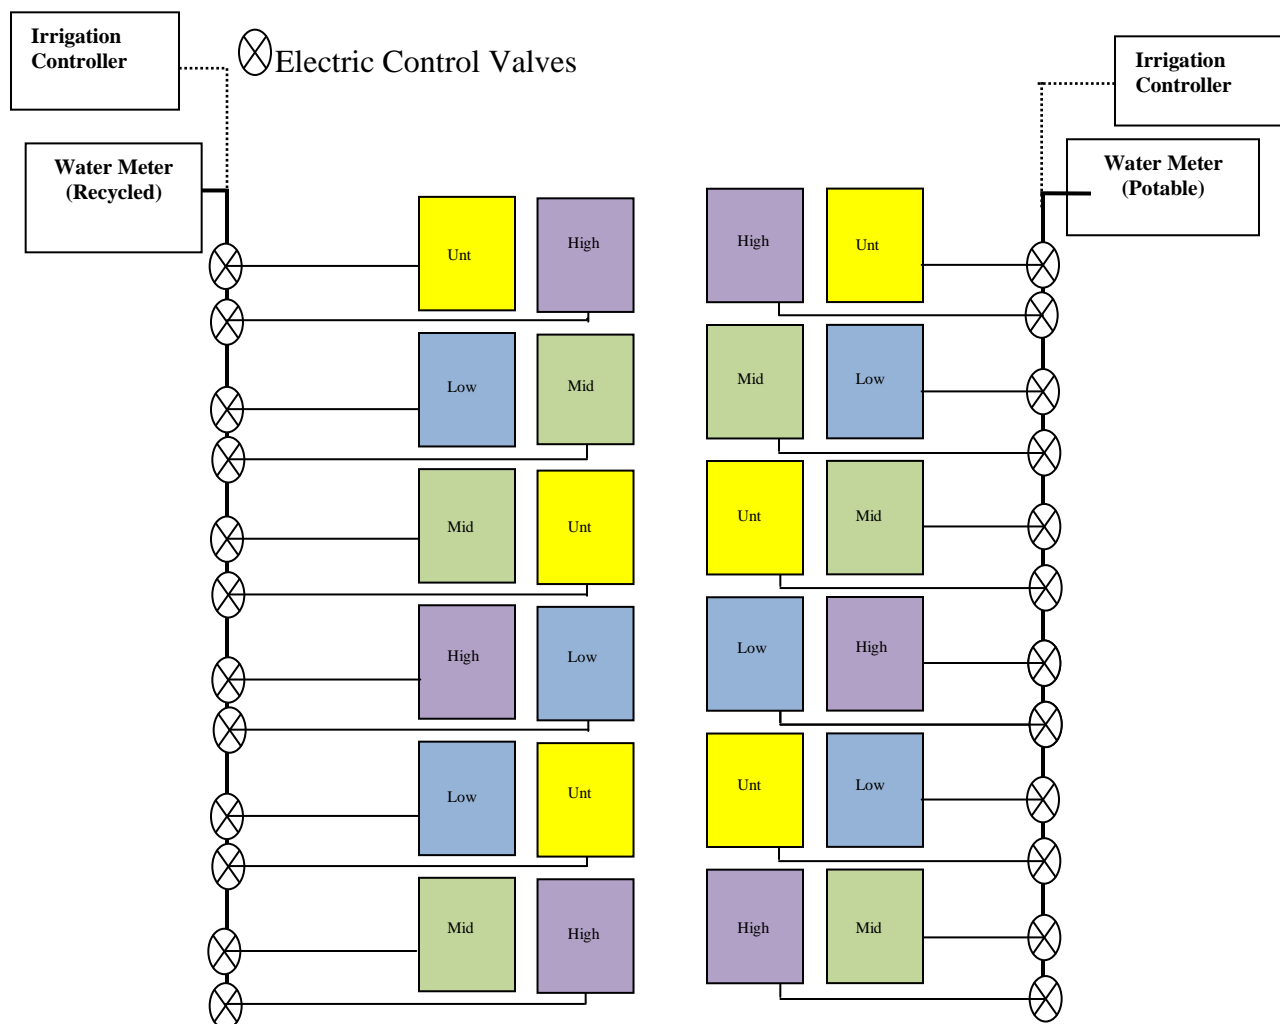 Irrigation
Controller
Electric Control Valves
Irrigation
Controller
Water Meter
(Recycled)
Water Meter
(Potable)
Unt
High
High
Unt
Low
Mid
Mid
Low
Mid
Unt
Unt
Mid
High
Low
Low
High
Low
Unt
Unt
Low
Mid
High
High
Mid